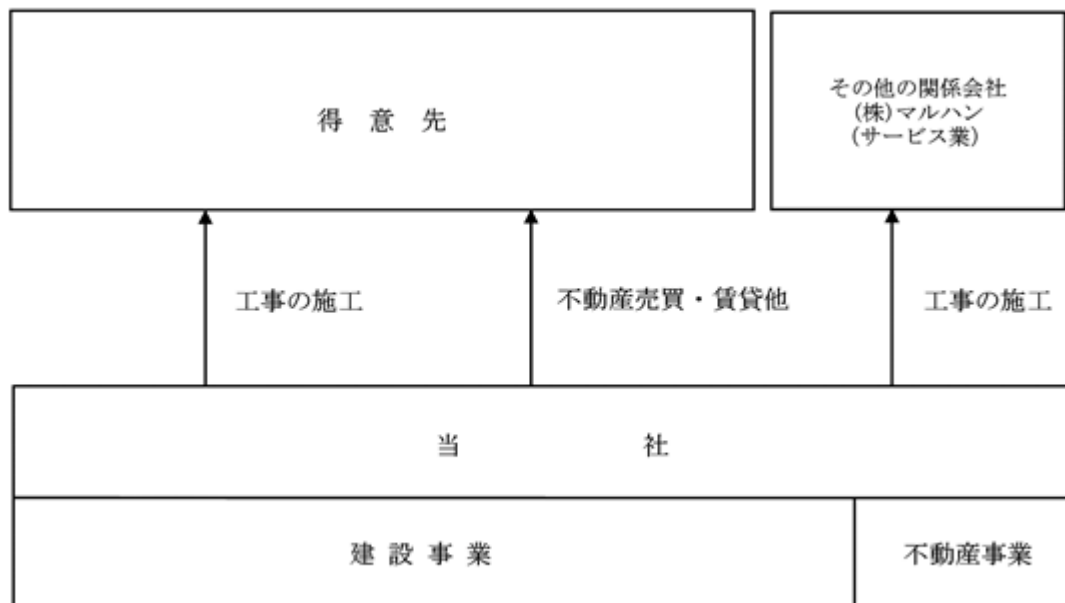 得意先
その他の関係会社
(株)マルハン
(サービス業)
工事の施工
不動産売買・賃貸他
工事の施工
当社
建設事業
不動産事業